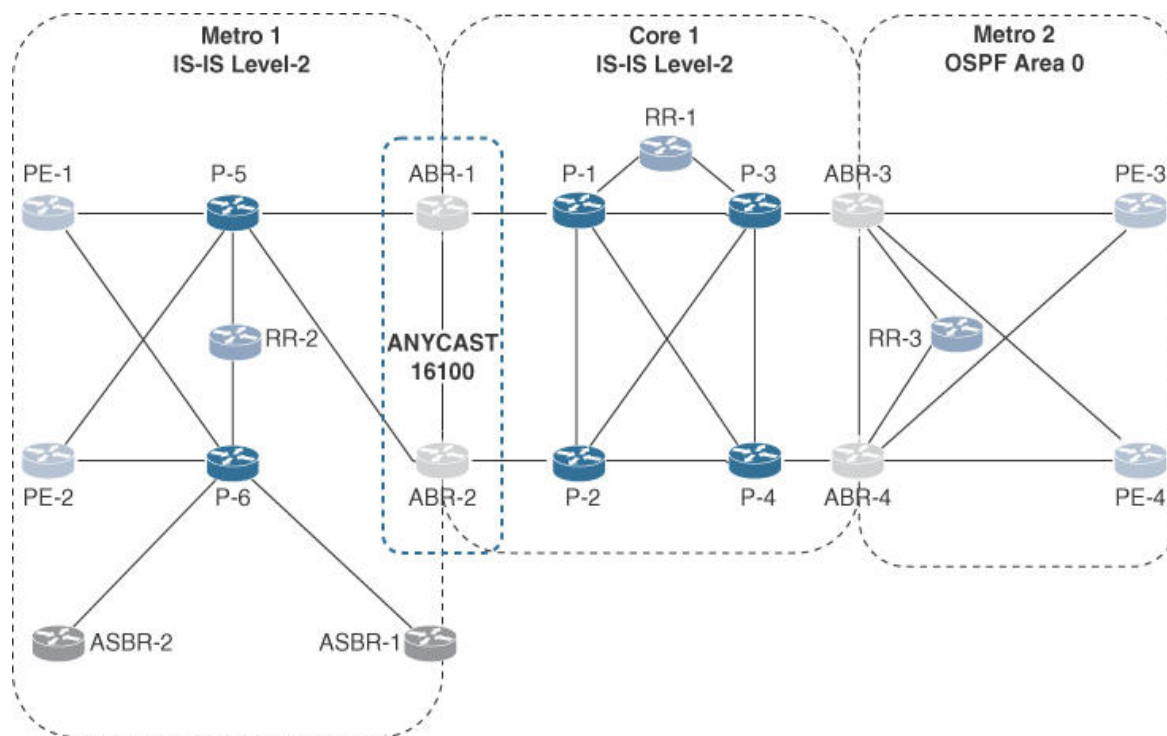 Metro 1
IS-IS Level-2
Core 1
IS-IS Level-2
Metro 2
OSPF Area 0
RR-1
PE-1
P-5
ABR-1
P-1
P-3
ABR-3
PE-3
RR-2
ANYCAST
16100
RR-3
PE-2
P-6
ABR-2
P-2
P-4
ABR-4
PE-4
ASBR-2
ASBR-1